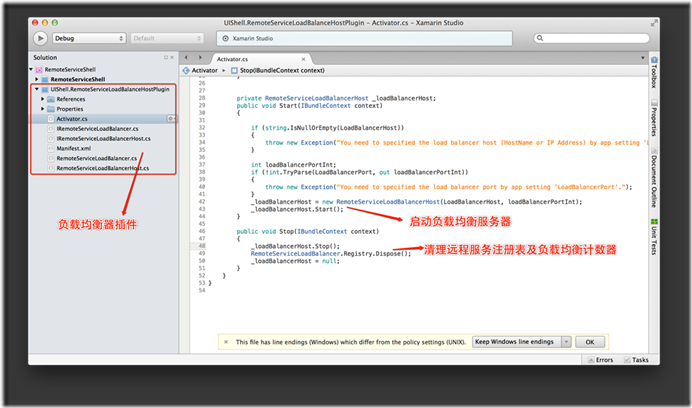 UIShell.RemoteServiceLoadBalanceHostPlugin – Activator.cs – Xamarin Studio
Debug
Default
Xamarin Studio
Solution
Activator.cs
RemoteServiceShell
RemoteServiceShell
UIShell.RemoteServiceLoadBalanceHostPlugin
References
Properties
Activator.cs
IRemoteServiceLoadBalancer.cs
IRemoteServiceLoadBalancerHost.cs
Manifest.xml
RemoteServiceLoadBalancer.cs
RemoteServiceLoadBalancerHost.cs
负载均衡器插件
Activator
Stop(IBundleContext context)
26 }
27
28 private RemoteServiceLoadBalancerHost _loadBalancerHost;
29 public void Start(IBundleContext context)
30 {
31
32 if (string.IsNullOrEmpty(LoadBalancerHost))
33 {
34 throw new Exception("You need to specified the load balancer host (HostName or IP Address) by app setting '
35 }
36
37 int loadBalancerPortInt;
38 if (!int.TryParse(LoadBalancerPort, out loadBalancerPortInt))
39 {
40 throw new Exception("You need to specified the load balancer port by app setting 'LoadBalancerPort'.");
41 }
42 _loadBalancerHost = new RemoteServiceLoadBalancerHost(LoadBalancerHost, loadBalancerPortInt);
43 _loadBalancerHost.Start();
44 }
45
46 public void Stop(IBundleContext context)
47 {
48 _loadBalancerHost.Stop();
49 RemoteServiceLoadBalancer.Registry.Dispose();
50 _loadBalancerHost = null;
51 }
52 }
53 }
54
启动负载均衡服务器
清理远程服务注册表及负载均衡计数器
Toolbox
Properties
Document Outline
Unit Tests
This file has line endings (Windows) which differ from the policy settings (UNIX).
Keep Windows line endings
OK
Errors
Tasks